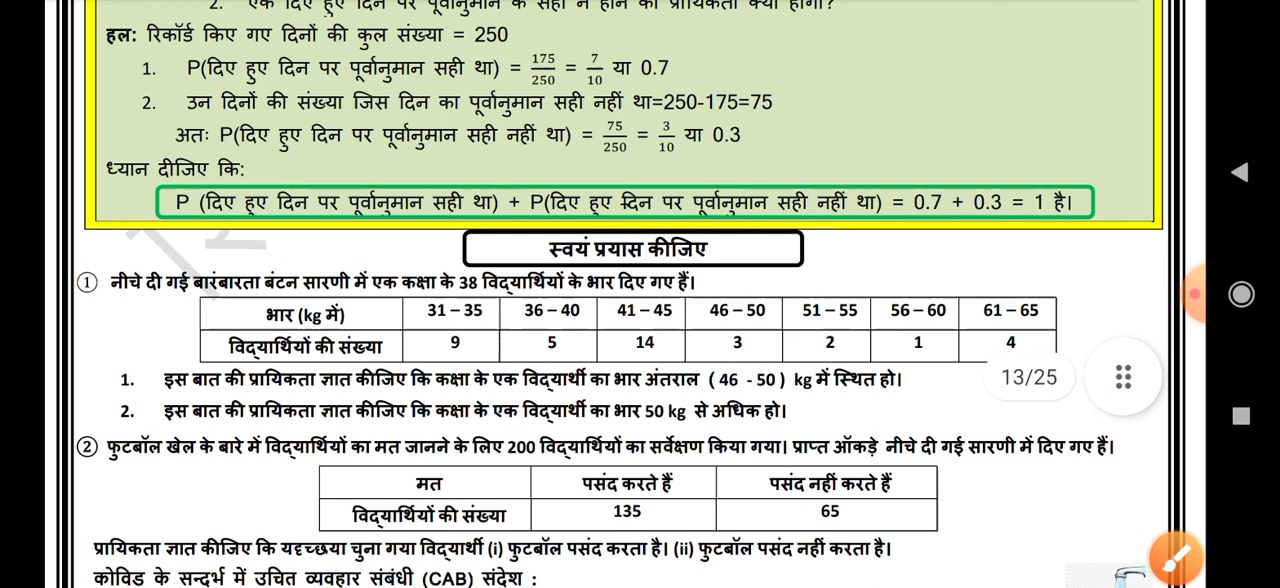 2. एक दिए हुए दिन पर पूर्वानुमान के सही न होने की प्रायिकता क्या होगी?
हल: रिकॉर्ड किए गए दिनों की कुल संख्या = 250
1. P(दिए हुए दिन पर पूर्वानुमान सही था) = 175/250 = 7/10 या 0.7
2. उन दिनों की संख्या जिस दिन का पूर्वानुमान सही नहीं था=250-175=75
अतः P(दिए हुए दिन पर पूर्वानुमान सही नहीं था) = 75/250 = 3/10 या 0.3
ध्यान दीजिए कि:
P (दिए हुए दिन पर पूर्वानुमान सही था) + P(दिए हुए दिन पर पूर्वानुमान सही नहीं था) = 0.7 + 0.3 = 1 है।
स्वयं प्रयास कीजिए
① नीचे दी गई बारंबारता बंटन सारणी में एक कक्षा के 38 विद्यार्थियों के भार दिए गए हैं।
भार (kg में) 31 – 35 36 – 40 41 – 45 46 – 50 51 – 55 56 – 60 61 – 65
विद्यार्थियों की संख्या 9 5 14 3 2 1 4
1. इस बात की प्रायिकता ज्ञात कीजिए कि कक्षा के एक विद्यार्थी का भार अंतराल ( 46 - 50 ) kg में स्थित हो।
13/25
2. इस बात की प्रायिकता ज्ञात कीजिए कि कक्षा के एक विद्यार्थी का भार 50 kg से अधिक हो।
② फुटबॉल खेल के बारे में विद्यार्थियों का मत जानने के लिए 200 विद्यार्थियों का सर्वेक्षण किया गया। प्राप्त आँकड़े नीचे दी गई सारणी में दिए गए हैं।
मत पसंद करते हैं पसंद नहीं करते हैं
विद्यार्थियों की संख्या 135 65
प्रायिकता ज्ञात कीजिए कि यदृच्छया चुना गया विद्यार्थी (i) फुटबॉल पसंद करता है। (ii) फुटबॉल पसंद नहीं करता है।
कोविड के सन्दर्भ में उचित व्यवहार संबंधी (CAB) संदेश :